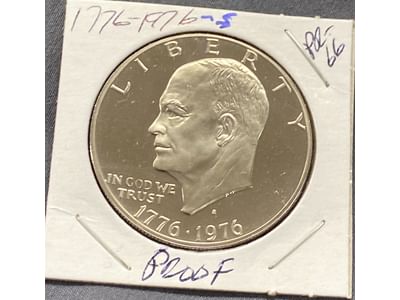 1776-1976-S
PR-
66
LIBERTY
IN GOD WE
TRUST
S
1776 · 1976
PROOF